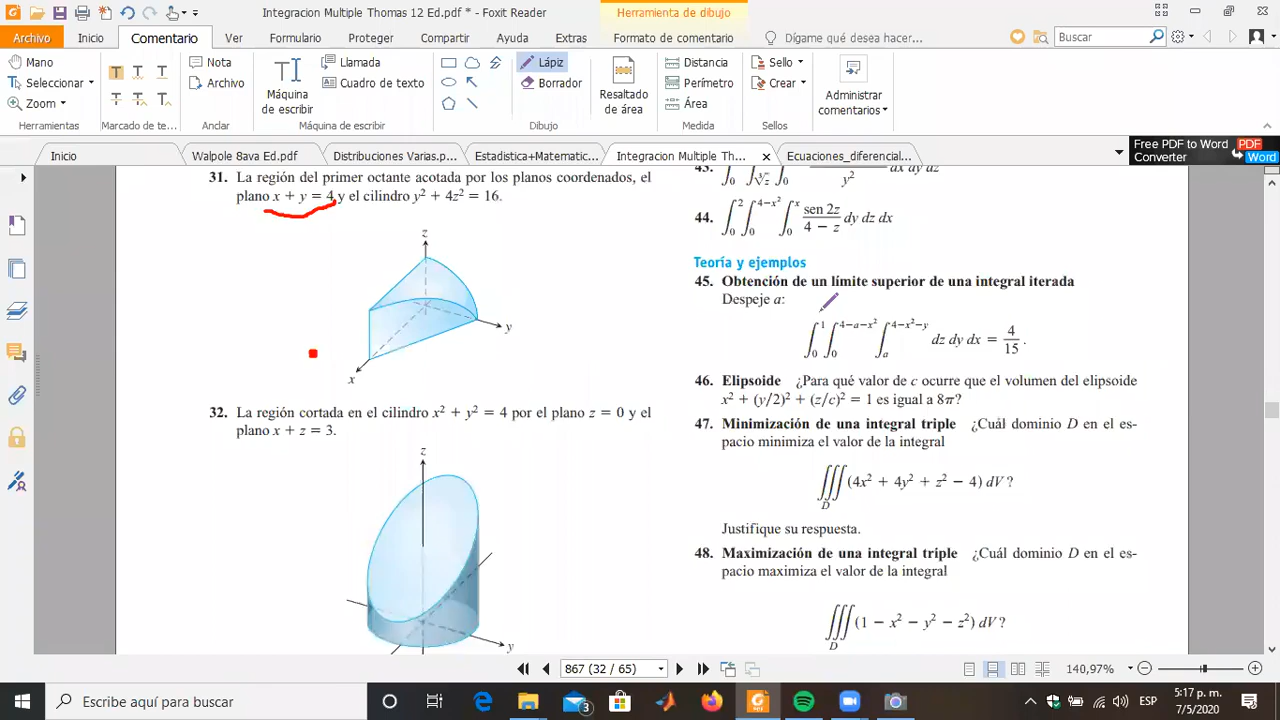 Integracion Multiple Thomas 12 Ed.pdf * - Foxit Reader
Herramienta de dibujo
Archivo
Inicio
Comentario
Ver
Formulario
Proteger
Compartir
Ayuda
Extras
Formato de comentario
Dígame qué desea hacer...
Buscar
Mano
Seleccionar
Zoom
Herramientas
Marcado de te...
Nota
Archivo
Anclar
Máquina
de escribir
Llamada
Cuadro de texto
Máquina de escribir
Lápiz
Borrador
Dibujo
Resaltado
de área
Distancia
Perímetro
Área
Medida
Sello
Crear
Sellos
Administrar
comentarios
Inicio
Walpole 8ava Ed.pdf
Distribuciones Varias.p...
Estadistica+Matematic...
Integracion Multiple Th...
Ecuaciones_diferencial...
Free PDF to Word
Converter
PDF
Word
31. La región del primer octante acotada por los planos coordenados, el
plano x + y = 4 y el cilindro y² + 4z² = 16.
z
y
x
32. La región cortada en el cilindro x² + y² = 4 por el plano z = 0 y el
plano x + z = 3.
z
y
44. ∫₀² ∫₀^(4−x²) ∫₀^x (sen 2z)/(4 − z) dy dz dx
Teoría y ejemplos
45. Obtención de un límite superior de una integral iterada
Despeje a:
∫₀¹ ∫₀^(4−a−x²) ∫ₐ^(4−x²−y) dz dy dx = 4/15.
46. Elipsoide ¿Para qué valor de c ocurre que el volumen del elipsoide
x² + (y/2)² + (z/c)² = 1 es igual a 8π?
47. Minimización de una integral triple ¿Cuál dominio D en el es-
pacio minimiza el valor de la integral
∭_D (4x² + 4y² + z² − 4) dV?
Justifique su respuesta.
48. Maximización de una integral triple ¿Cuál dominio D en el es-
pacio maximiza el valor de la integral
∭_D (1 − x² − y² − z²) dV?
867 (32 / 65)
140,97%
Escribe aquí para buscar
3
ESP
5:17 p. m.
7/5/2020